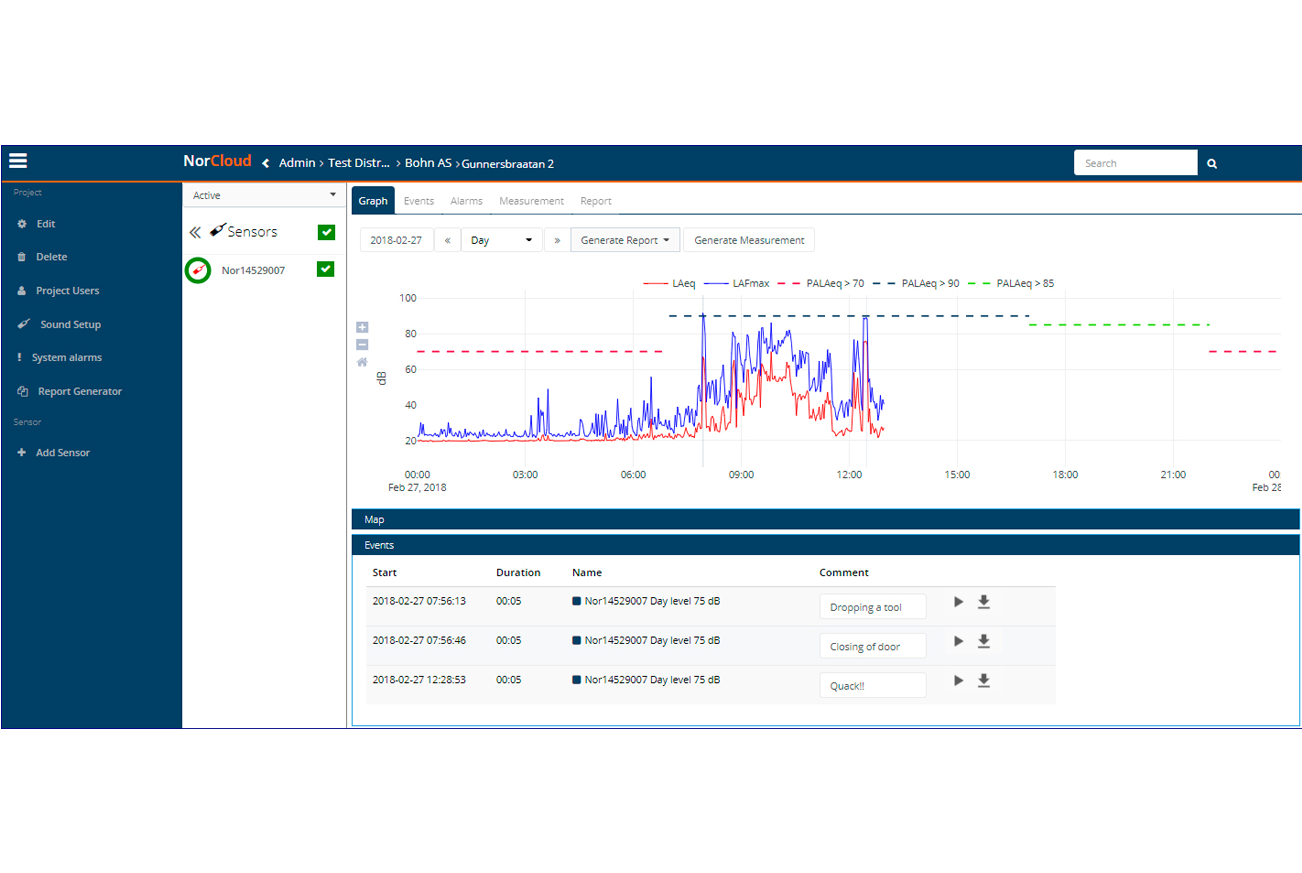 NorCloud Admin > Test Distr... > Bohn AS > Gunnersbraatan 2 Search
Project
Edit
Delete
Project Users
Sound Setup
System alarms
Report Generator
Sensor
Add Sensor
Active
Sensors
Nor14529007
Graph Events Alarms Measurement Report
2018-02-27 « Day » Generate Report Generate Measurement
LAeq LAFmax PALAeq > 70 PALAeq > 90 PALAeq > 85
100
80
60
40
20
dB
00:00 03:00 06:00 09:00 12:00 15:00 18:00 21:00 00:
Feb 27, 2018 Feb 28
Map
Events
Start Duration Name Comment
2018-02-27 07:56:13 00:05 Nor14529007 Day level 75 dB Dropping a tool
2018-02-27 07:56:46 00:05 Nor14529007 Day level 75 dB Closing of door
2018-02-27 12:28:53 00:05 Nor14529007 Day level 75 dB Quack!!